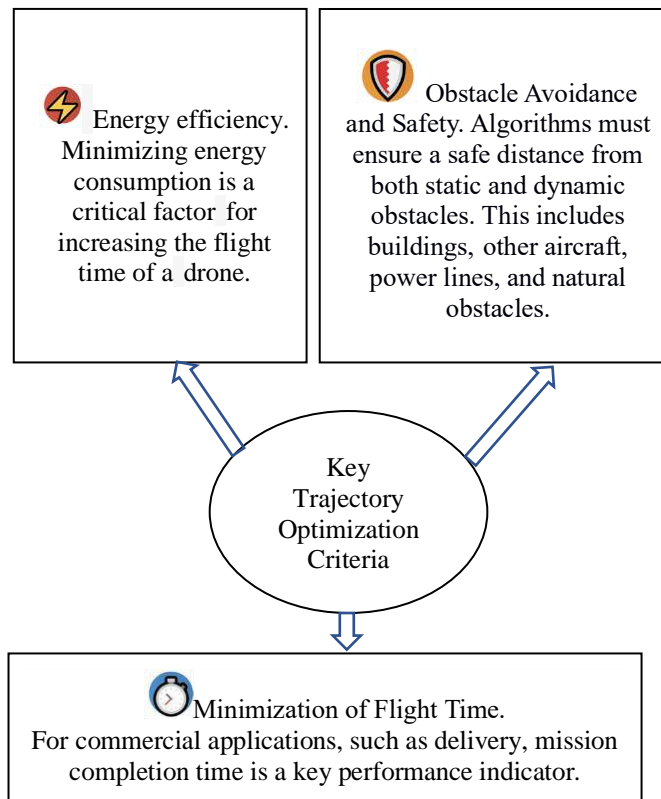 Energy efficiency.
Minimizing energy
consumption is a
critical factor for
increasing the flight
time of a drone.
Obstacle Avoidance
and Safety. Algorithms must
ensure a safe distance from
both static and dynamic
obstacles. This includes
buildings, other aircraft,
power lines, and natural
obstacles.
Key
Trajectory
Optimization
Criteria
Minimization of Flight Time.
For commercial applications, such as delivery, mission
completion time is a key performance indicator.